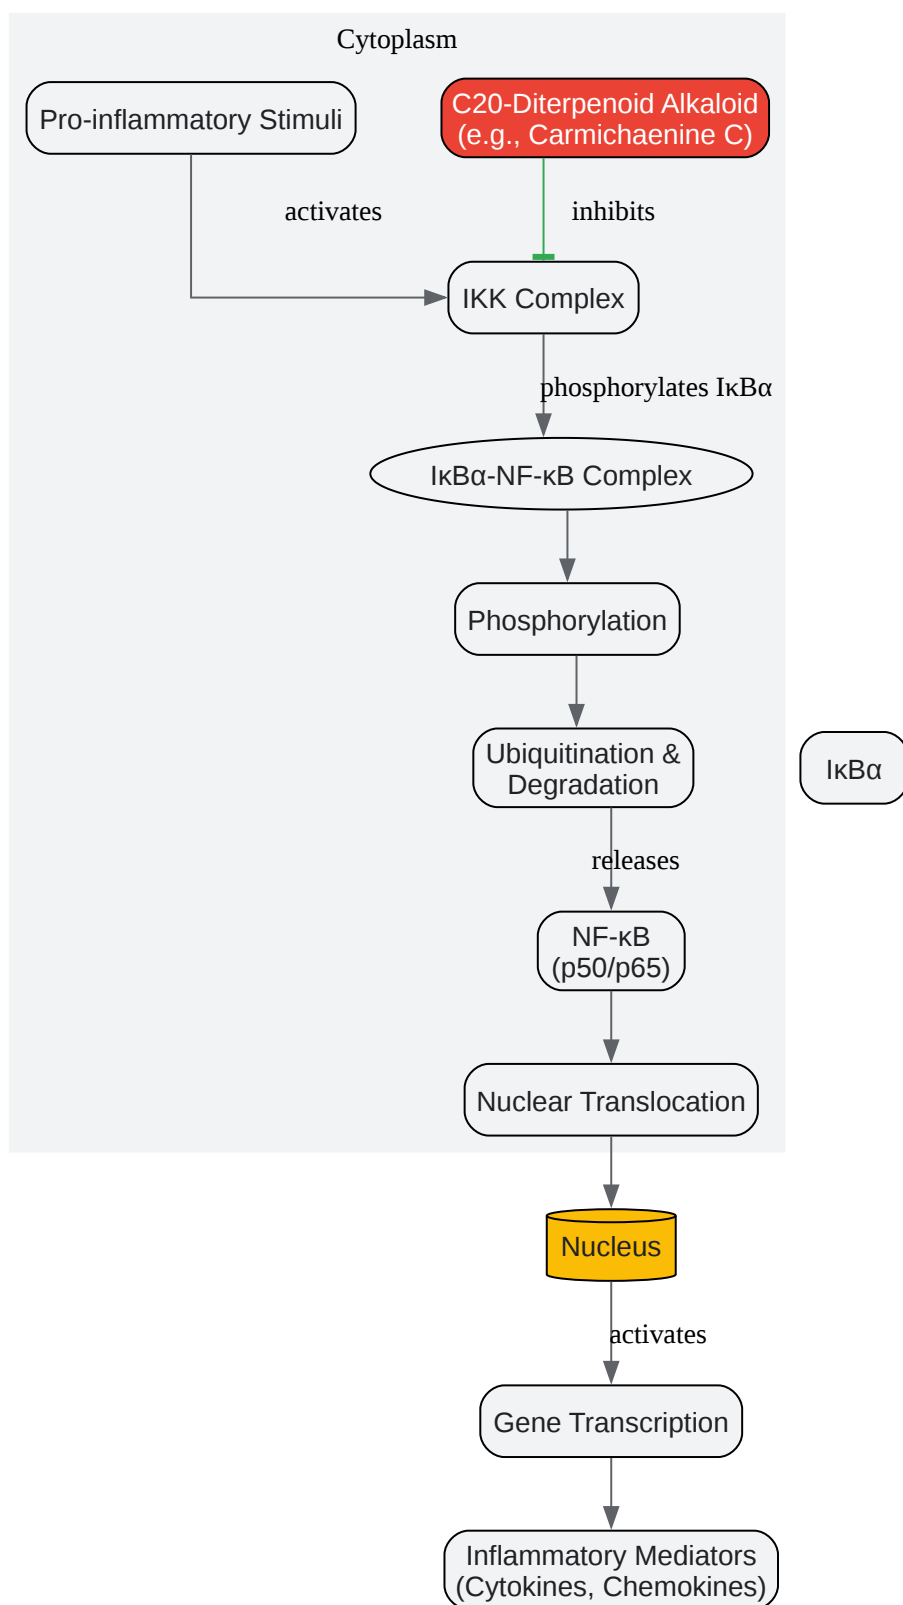 Cytoplasm
Pro-inflammatory Stimuli
C20-Diterpenoid Alkaloid
(e.g., Carmichaenine C)
activates
inhibits
IKK Complex
phosphorylates IκBα
IκBα-NF-κB Complex
Phosphorylation
Ubiquitination &
Degradation
IκBα
releases
NF-κB
(p50/p65)
Nuclear Translocation
Nucleus
activates
Gene Transcription
Inflammatory Mediators
(Cytokines, Chemokines)